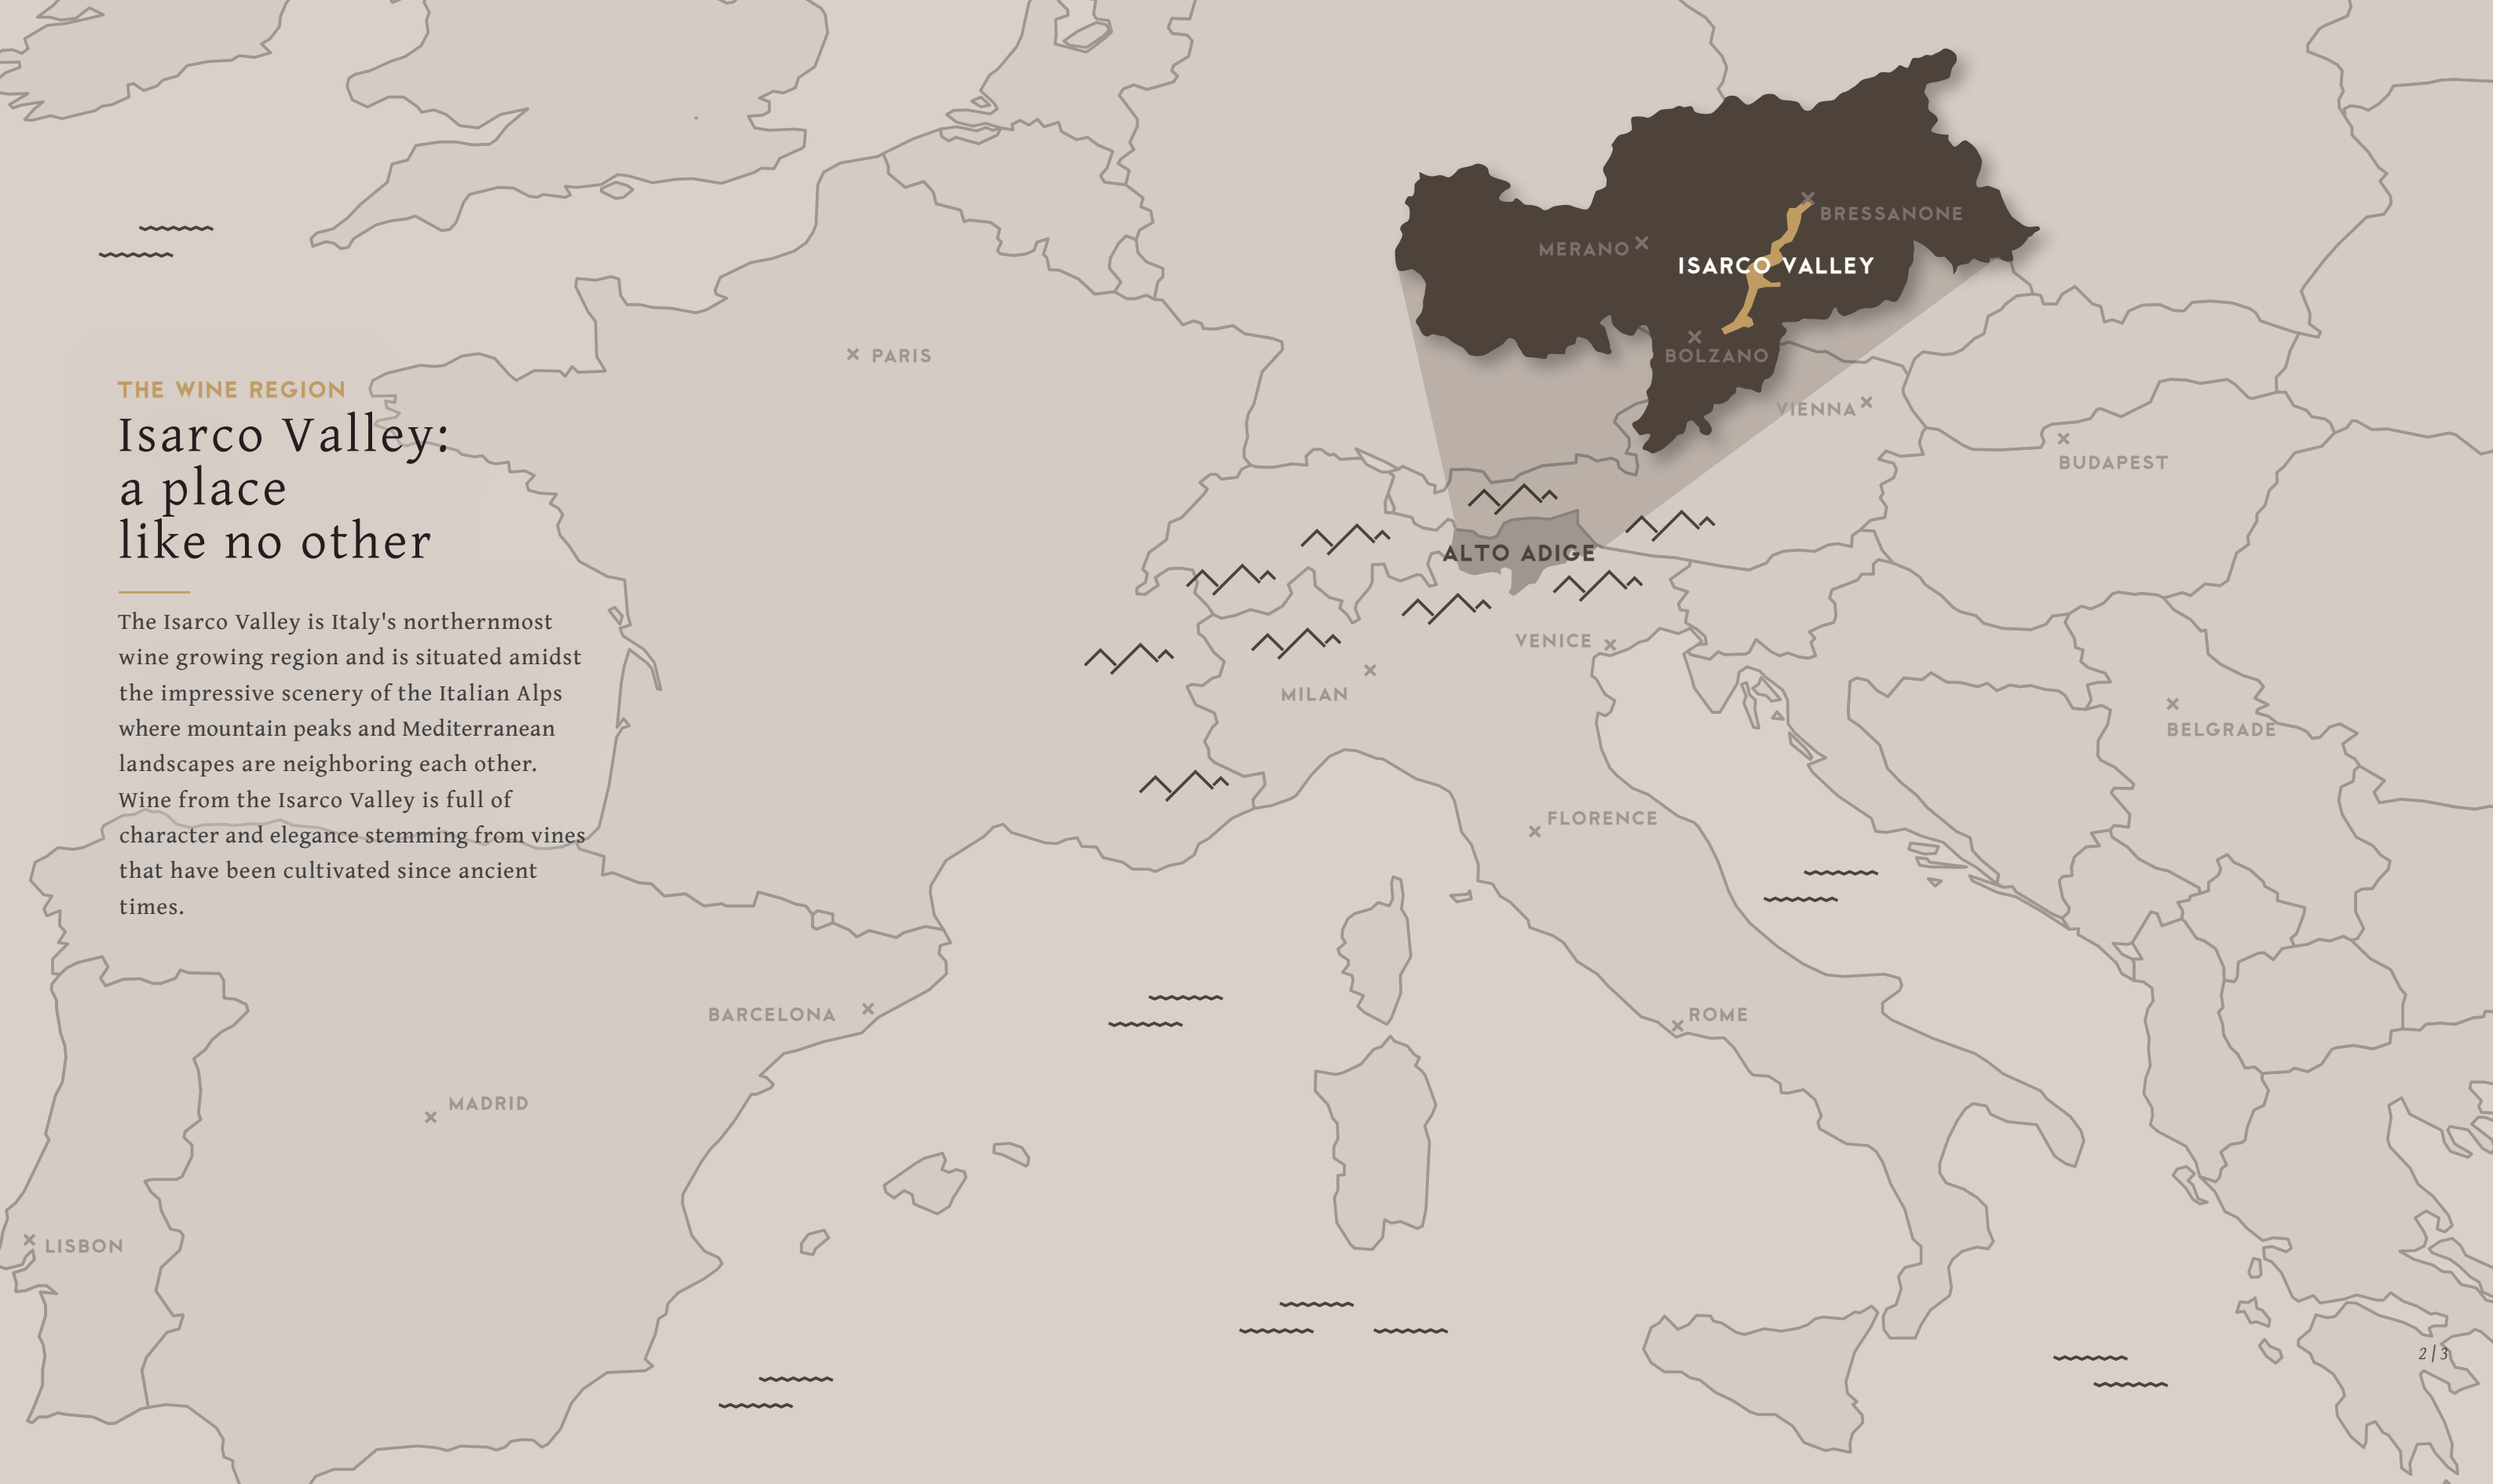 THE WINE REGION
Isarco Valley:
a place
like no other
The Isarco Valley is Italy's northernmost
wine growing region and is situated amidst
the impressive scenery of the Italian Alps
where mountain peaks and Mediterranean
landscapes are neighboring each other.
Wine from the Isarco Valley is full of
character and elegance stemming from vines
that have been cultivated since ancient
times.
BRESSANONE
MERANO
ISARCO VALLEY
BOLZANO
PARIS
VIENNA
BUDAPEST
ALTO ADIGE
VENICE
MILAN
BELGRADE
FLORENCE
BARCELONA
ROME
MADRID
LISBON
2|3